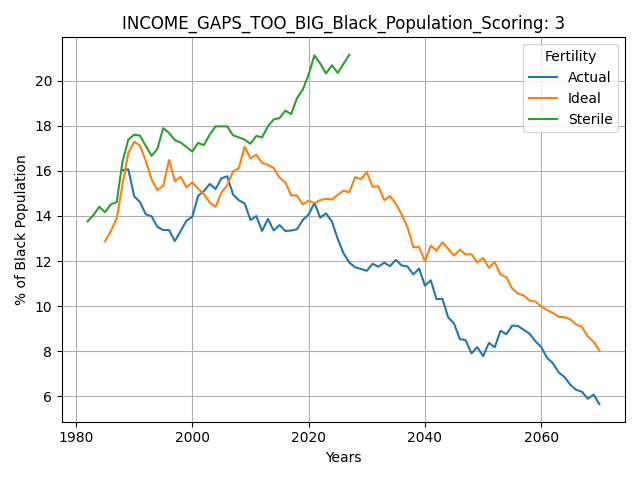 INCOME_GAPS_TOO_BIG_Black_Population_Scoring: 3
Fertility
Actual
Ideal
Sterile
% of Black Population
20
18
16
14
12
10
8
6
1980 2000 2020 2040 2060
Years